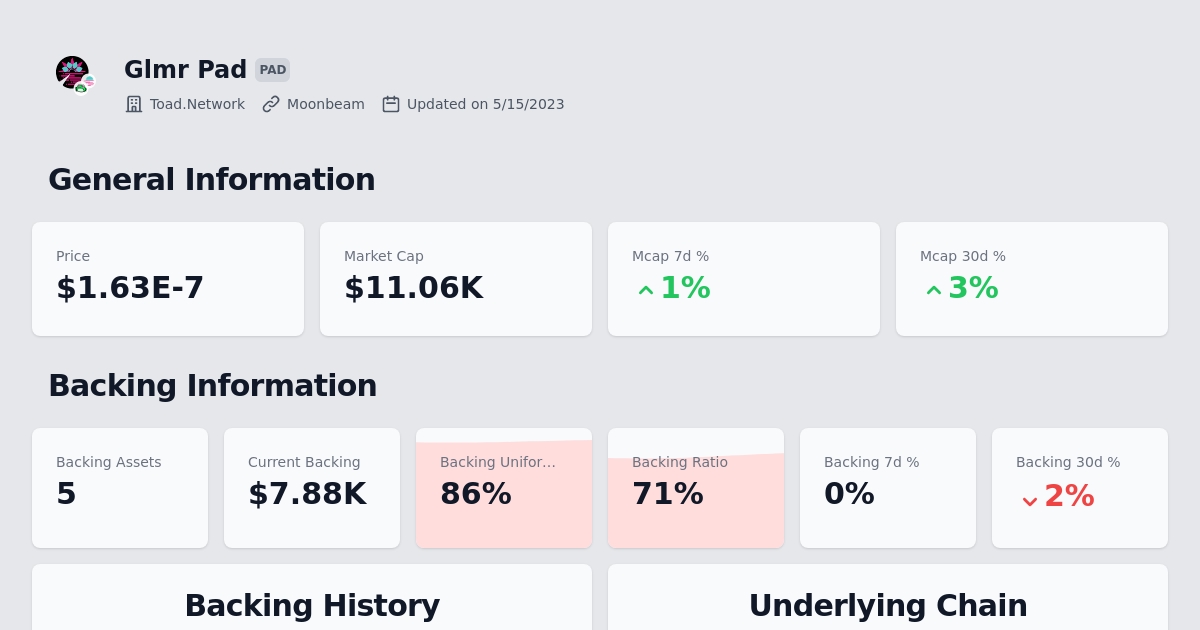 Glmr Pad PAD
Toad.Network Moonbeam Updated on 5/15/2023
General Information
Price Market Cap Mcap 7d % Mcap 30d %
$1.63E-7 $11.06K 1% 3%
Backing Information
Backing Assets Current Backing Backing Unifor... Backing Ratio Backing 7d % Backing 30d %
5 $7.88K 86% 71% 0% 2%
Backing History Underlying Chain